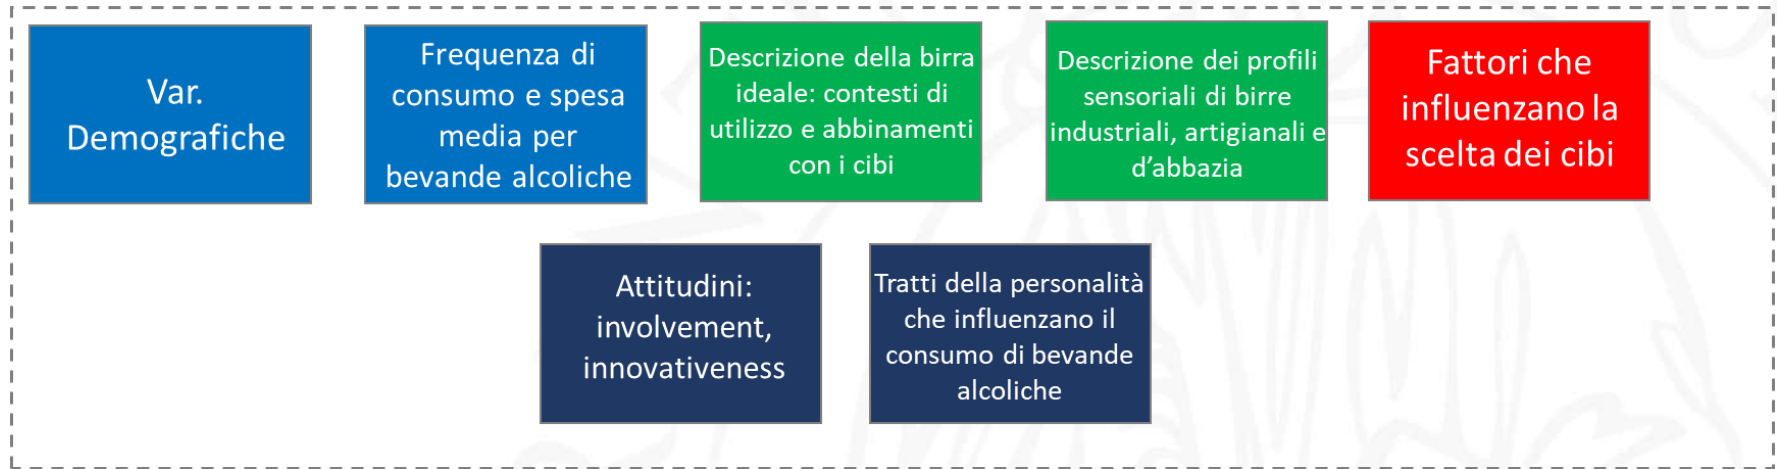 Var.
Demografiche
Frequenza di
consumo e spesa
media per
bevande alcoliche
Descrizione della birra
ideale: contesti di
utilizzo e abbinamenti
con i cibi
Descrizione dei profili
sensoriali di birre
industriali, artigianali e
d'abbazia
Fattori che
influenzano la
scelta dei cibi
Attitudini:
involvement,
innovativeness
Tratti della personalità
che influenzano il
consumo di bevande
alcoliche